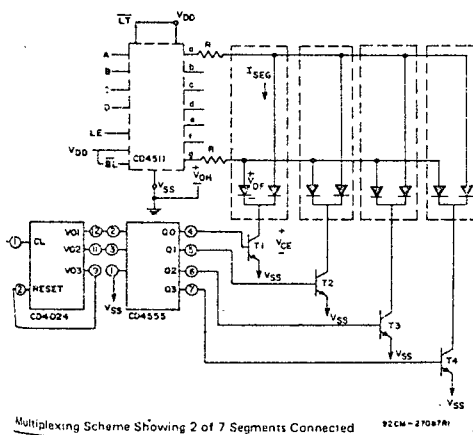 LT
VDD
A
B
C
D
LE
VDD
BL
a
b
c
d
e
f
g
R
R
CD4511
VSS
VOH
ISEG
VDF
VCE
T1
VSS
T2
VSS
T3
VSS
T4
VSS
1
CL
VO1
12
2
VO2
11
3
VO3
9
1
2
RESET
VSS
CD4024
CD4555
Q0
4
Q1
5
Q2
6
Q3
7
Multiplexing Scheme Showing 2 of 7 Segments Connected
92CM-27087R1